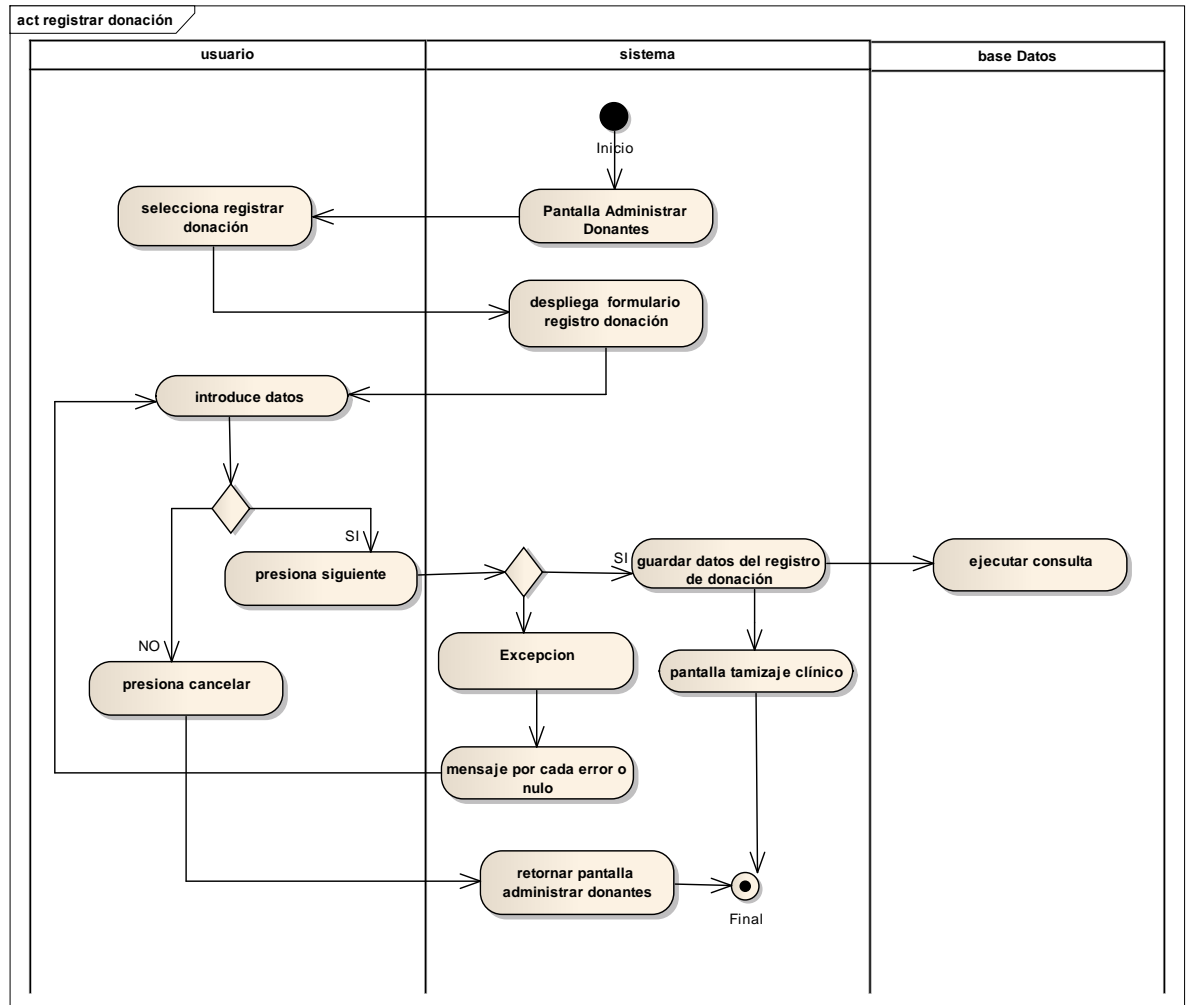 act registrar donación
usuario
sistema
base Datos
Inicio
selecciona registrar
donación
Pantalla Administrar
Donantes
despliega formulario
registro donación
introduce datos
SI
presiona siguiente
SI
guardar datos del registro
de donación
ejecutar consulta
NO
presiona cancelar
Excepcion
pantalla tamizaje clínico
mensaje por cada error o
nulo
retornar pantalla
administrar donantes
Final